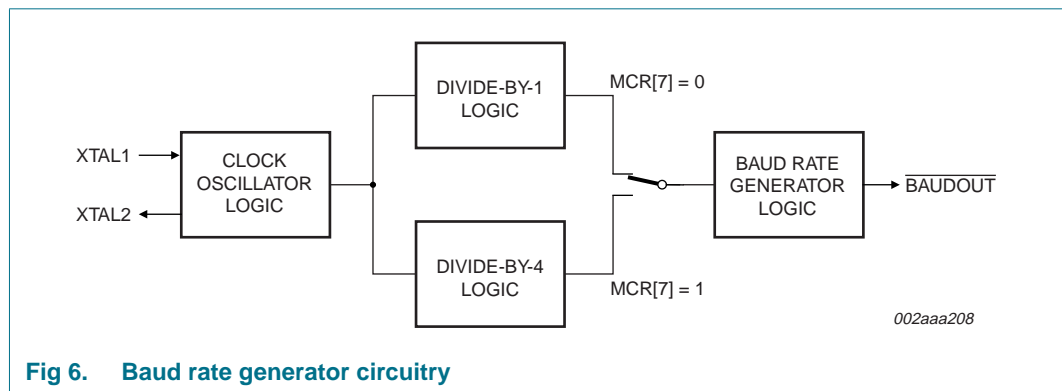 DIVIDE-BY-1
LOGIC
MCR[7] = 0
XTAL1
XTAL2
CLOCK
OSCILLATOR
LOGIC
BAUD RATE
GENERATOR
LOGIC
BAUDOUT
DIVIDE-BY-4
LOGIC
MCR[7] = 1
002aaa208
Fig 6. Baud rate generator circuitry